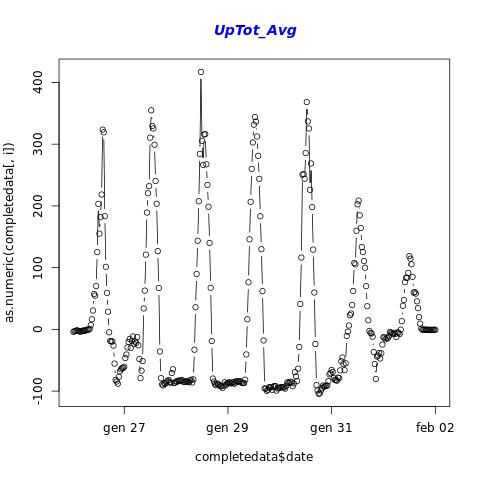 UpTot_Avg
as.numeric(completedata[, i])
400
300
200
100
0
-100
gen 27
gen 29
gen 31
feb 02
completedata$date